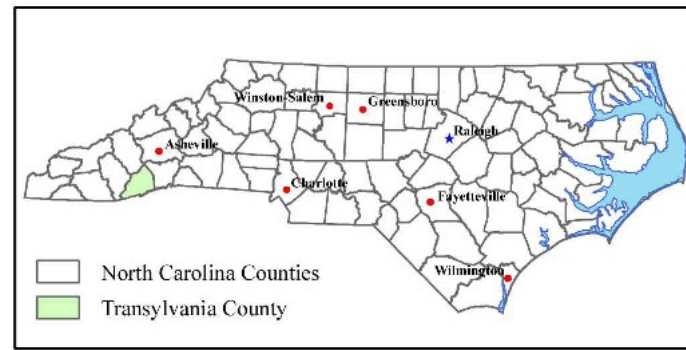 Winston-Salem
Greensboro
Raleigh
Asheville
Charlotte
Fayetteville
Wilmington
North Carolina Counties
Transylvania County